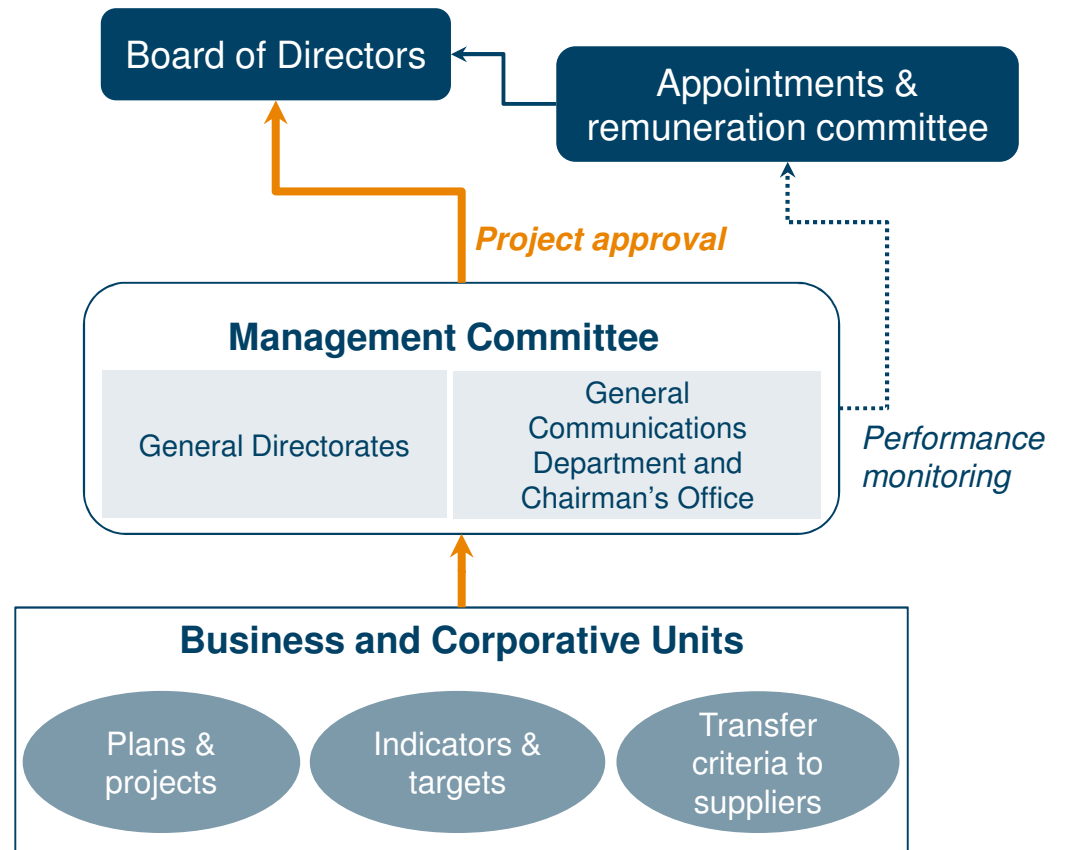 Board of Directors
Appointments &
remuneration committee
Project approval
Management Committee
General Directorates
General
Communications
Department and
Chairman’s Office
Performance
monitoring
Business and Corporative Units
Plans &
projects
Indicators &
targets
Transfer
criteria to
suppliers